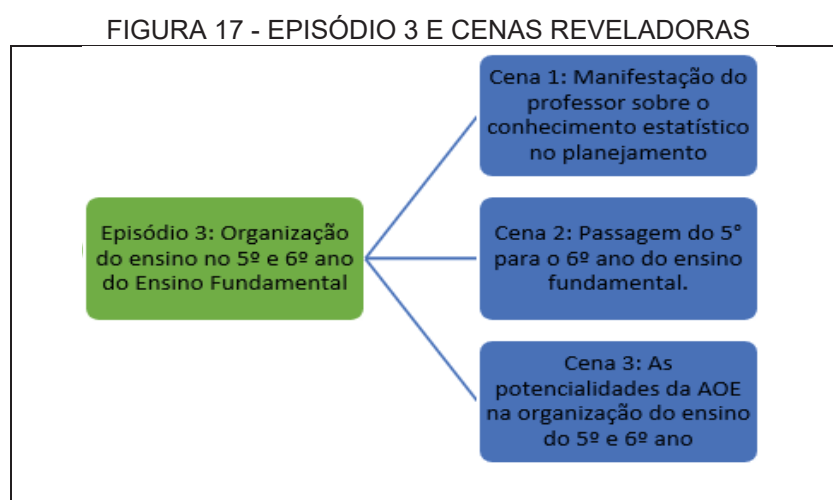 FIGURA 17 - EPISÓDIO 3 E CENAS REVELADORAS
Cena 1: Manifestação do
professor sobre o
conhecimento estatístico
no planejamento
Episódio 3: Organização
do ensino no 5º e 6º ano
do Ensino Fundamental
Cena 2: Passagem do 5°
para o 6º ano do ensino
fundamental.
Cena 3: As
potencialidades da AOE
na organização do ensino
do 5º e 6º ano